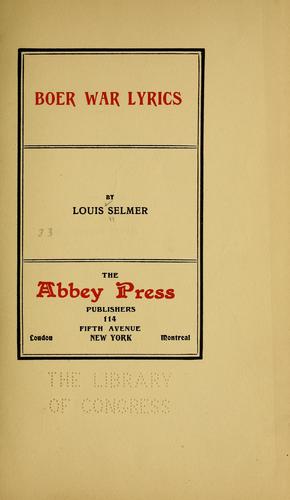 BOER WAR LYRICS
BY
LOUIS SELMER
23
THE
Abbey Press
PUBLISHERS
114
FIFTH AVENUE
London NEW YORK Montreal
THE LIBRARY
OF CONGRESS